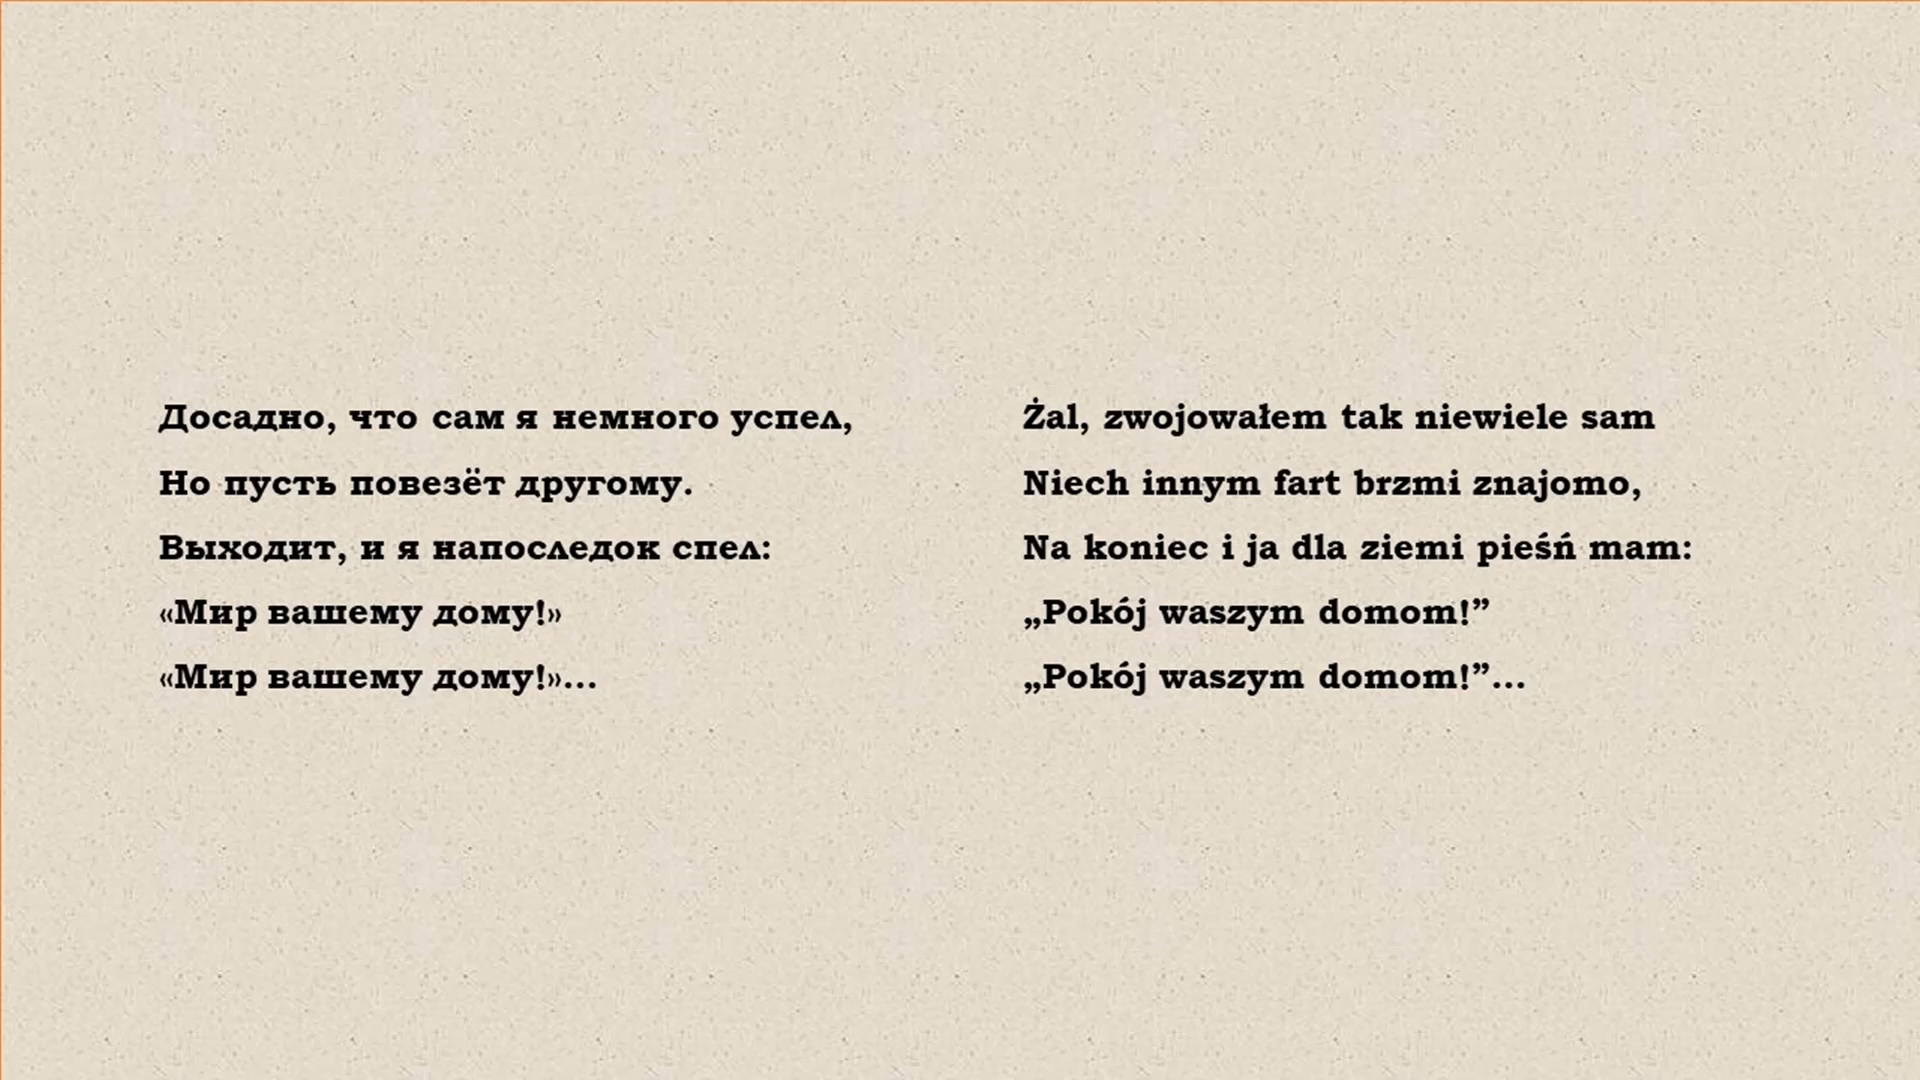 Досадно, что сам я немного успел,
Но пусть повезёт другому.
Выходит, и я напоследок спел:
«Мир вашему дому!»
«Мир вашему дому!»...
Żal, zwojowałem tak niewiele sam
Niech innym fart brzmi znajomo,
Na koniec i ja dla ziemi pieśń mam:
„Pokój waszym domom!”
„Pokój waszym domom!”...